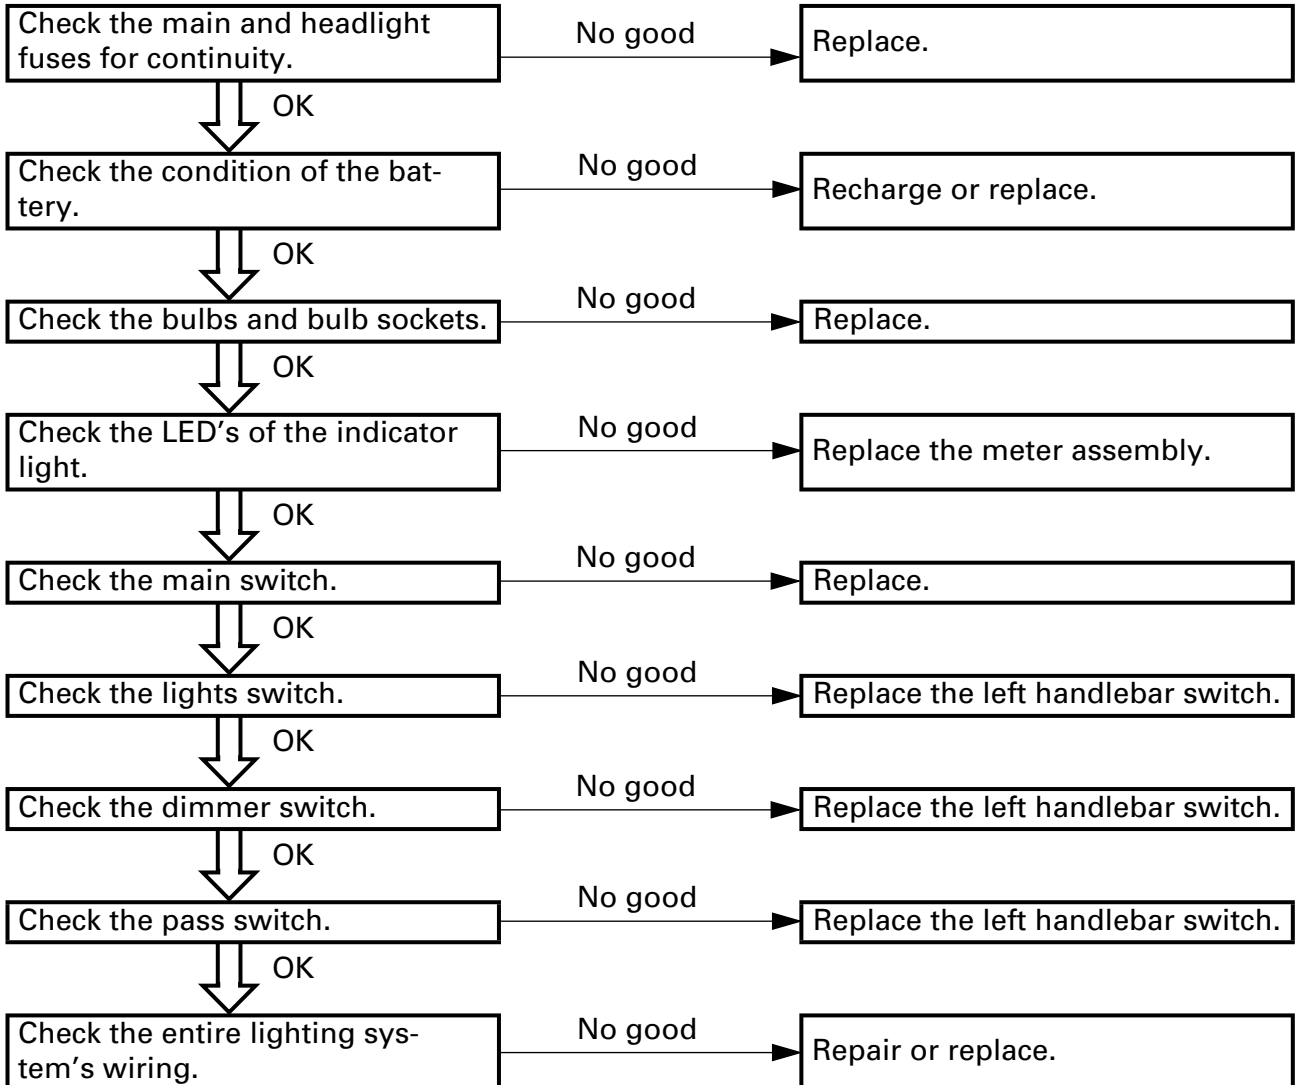 Check the main and headlight
fuses for continuity.
No good
Replace.
OK
Check the condition of the bat-
tery.
No good
Recharge or replace.
OK
Check the bulbs and bulb sockets.
No good
Replace.
OK
Check the LED's of the indicator
light.
No good
Replace the meter assembly.
OK
Check the main switch.
No good
Replace.
OK
Check the lights switch.
No good
Replace the left handlebar switch.
OK
Check the dimmer switch.
No good
Replace the left handlebar switch.
OK
Check the pass switch.
No good
Replace the left handlebar switch.
OK
Check the entire lighting sys-
tem's wiring.
No good
Repair or replace.